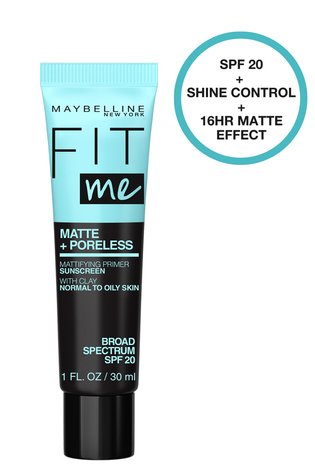 MAYBELLINE
NEW YORK
FIT
me
MATTE
+ PORELESS
MATTIFYING PRIMER
SUNSCREEN
WITH CLAY
NORMAL TO OILY SKIN
BROAD
SPECTRUM
SPF 20
1 FL. OZ / 30 ml
SPF 20
+
SHINE CONTROL
+
16HR MATTE
EFFECT